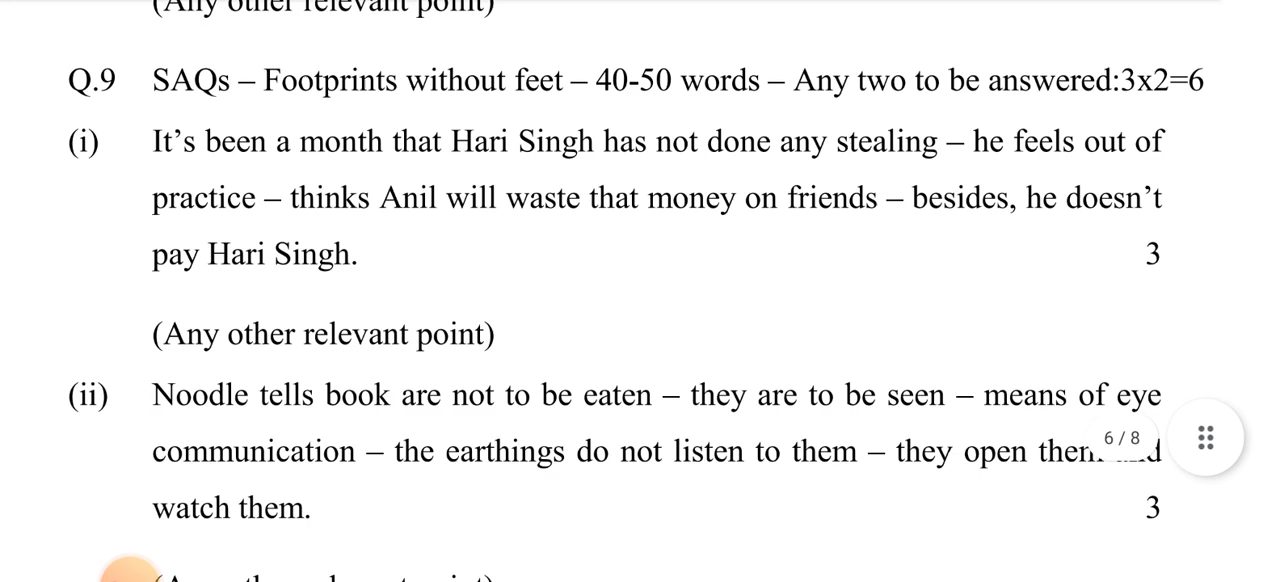 (Any other relevant point)
Q.9 SAQs – Footprints without feet – 40-50 words – Any two to be answered:3x2=6
(i) It's been a month that Hari Singh has not done any stealing – he feels out of
practice – thinks Anil will waste that money on friends – besides, he doesn't
pay Hari Singh. 3
(Any other relevant point)
(ii) Noodle tells book are not to be eaten – they are to be seen – means of eye
communication – the earthings do not listen to them – they open
6 / 8
watch them. 3